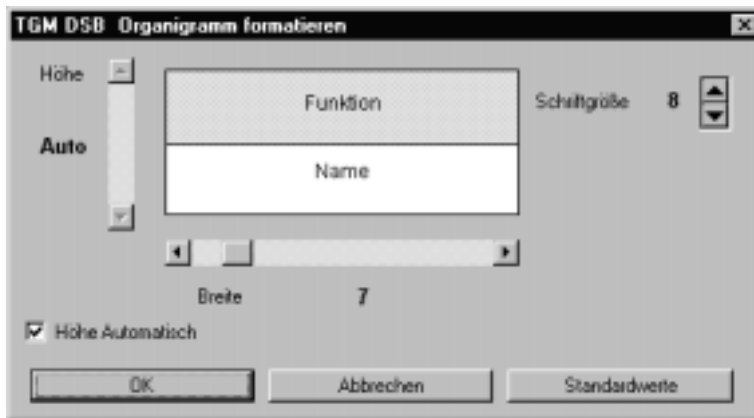 TGM DSB Organigramm formatieren
Höhe
Funktion
Schriftgröße 8
Auto
Name
Breite 7
Höhe Automatisch
OK Abbrechen Standardwerte